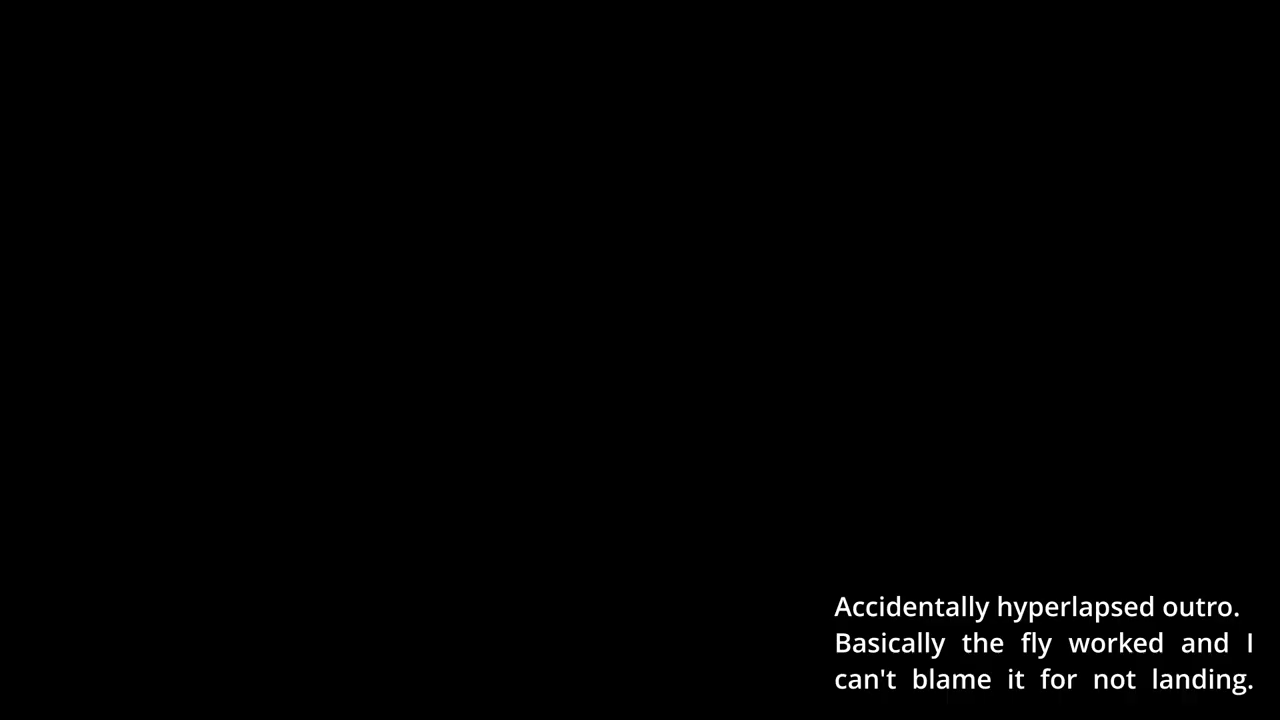 Accidentally hyperlapsed outro.
Basically the fly worked and I
can't blame it for not landing.